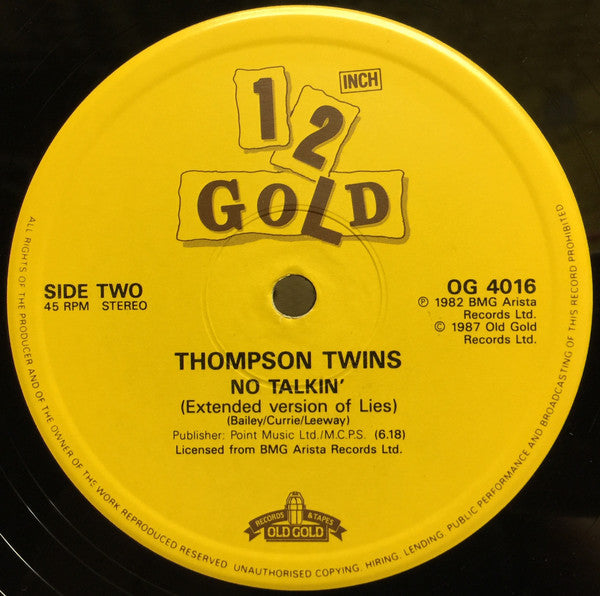 12 INCH
GOLD
SIDE TWO
45 RPM STEREO
OG 4016
℗ 1982 BMG Arista
Records Ltd.
© 1987 Old Gold
Records Ltd.
THOMPSON TWINS
NO TALKIN'
(Extended version of Lies)
(Bailey/Currie/Leeway)
Publisher: Point Music Ltd./M.C.P.S. (6.18)
Licensed from BMG Arista Records Ltd.
RECORDS & TAPES
OLD GOLD
ALL RIGHTS OF THE PRODUCER AND OF THE OWNER OF THE WORK REPRODUCED RESERVED UNAUTHORISED COPYING, HIRING, LENDING, PUBLIC PERFORMANCE AND BROADCASTING OF THIS RECORD PROHIBITED